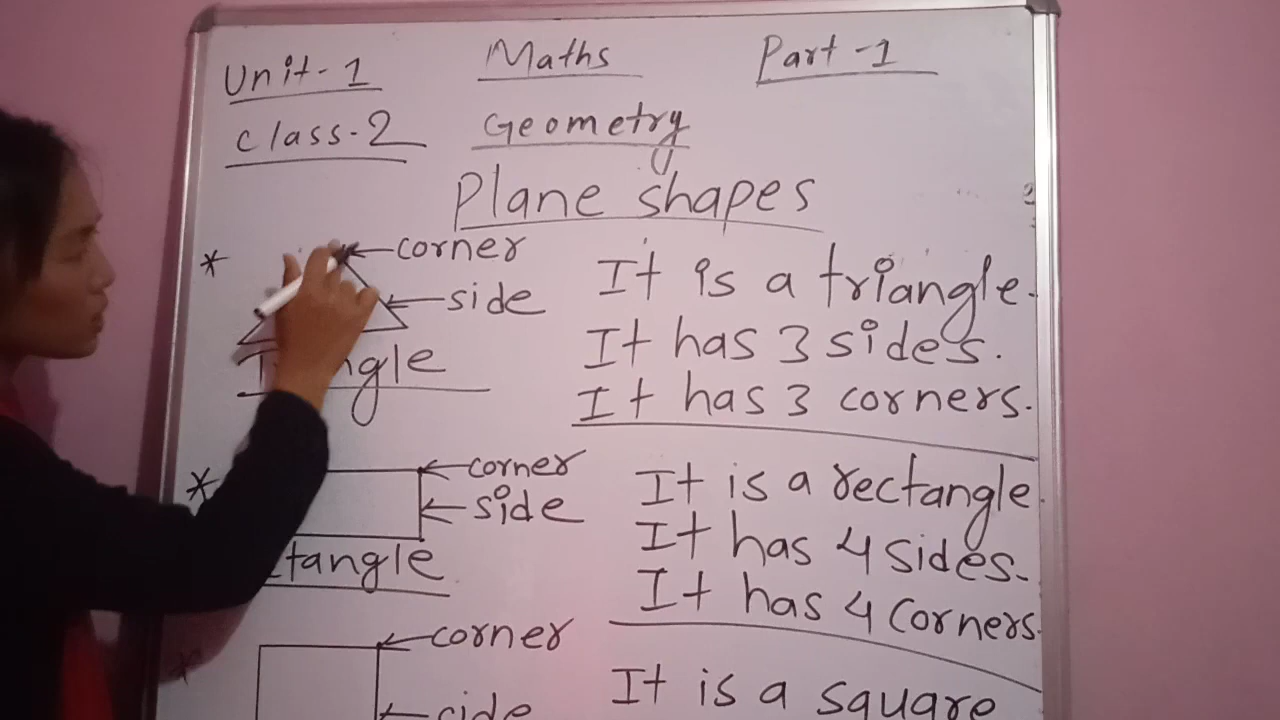 Unit-1 Maths Part-1
Class-2 Geometry
Plane shapes
* corner
side
It is a triangle.
It has 3 sides.
It has 3 corners.
* corner
side
It is a rectangle.
It has 4 sides.
It has 4 corners.
* corner
side
It is a square